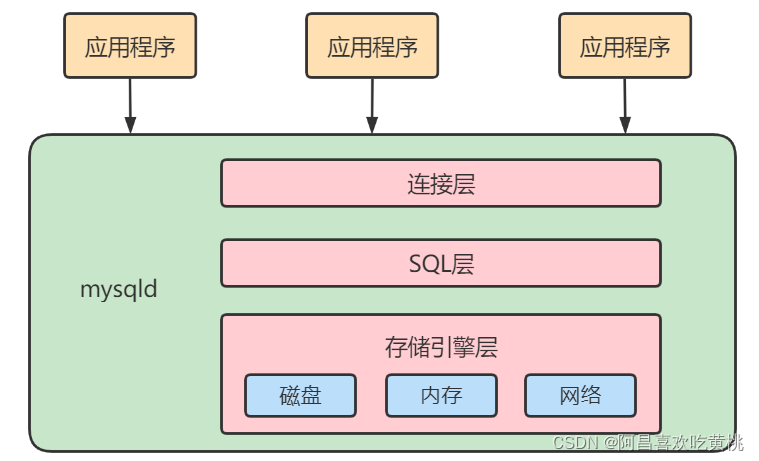 应用程序 应用程序 应用程序
连接层
SQL层
mysqld
存储引擎层
磁盘 内存 网络
CSDN @阿昌喜欢吃黄桃